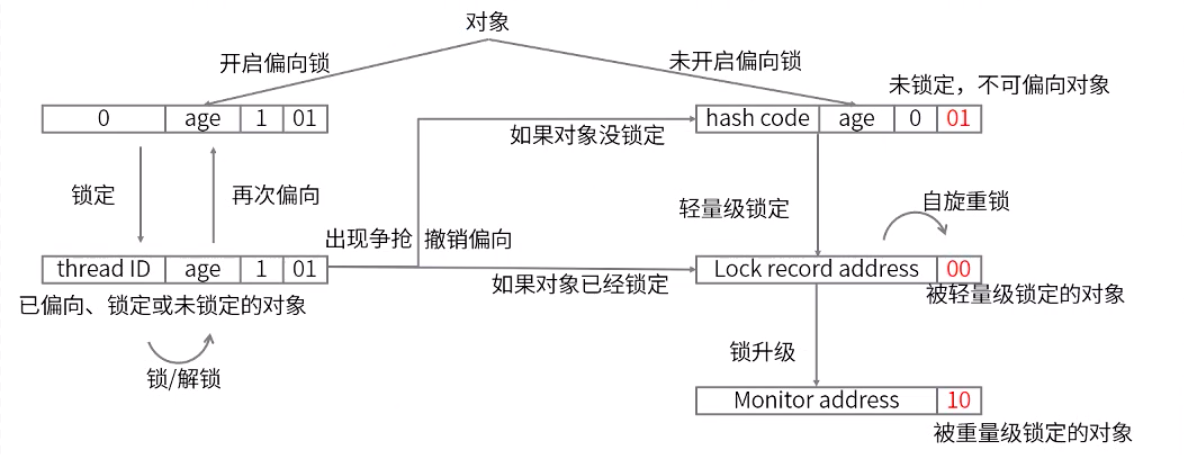 对象
开启偏向锁
未开启偏向锁
未锁定，不可偏向对象
0 age 1 01
hash code age 0 01
如果对象没锁定
锁定
再次偏向
轻量级锁定
自旋重锁
出现争抢 撤销偏向
thread ID age 1 01
Lock record address 00
如果对象已经锁定
被轻量级锁定的对象
已偏向、锁定或未锁定的对象
锁/解锁
锁升级
Monitor address 10
被重量级锁定的对象